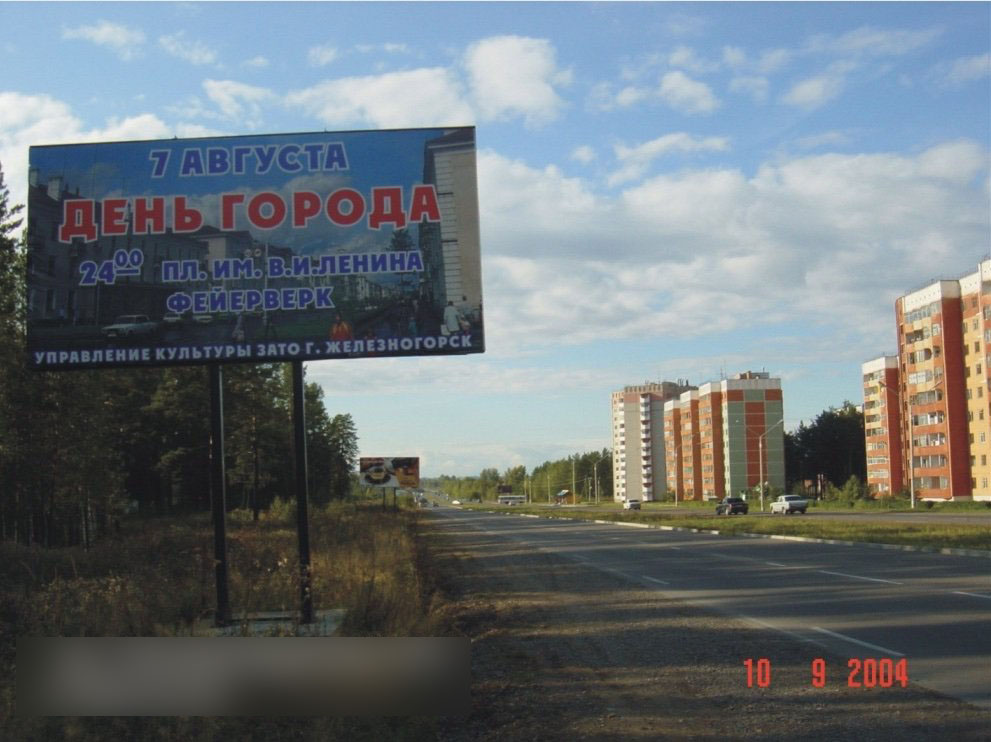 7 АВГУСТА
ДЕНЬ ГОРОДА
24⁰⁰ ПЛ. ИМ. В.И.ЛЕНИНА
ФЕЙЕРВЕРК
УПРАВЛЕНИЕ КУЛЬТУРЫ ЗАТО Г. ЖЕЛЕЗНОГОРСК
10 9 2004